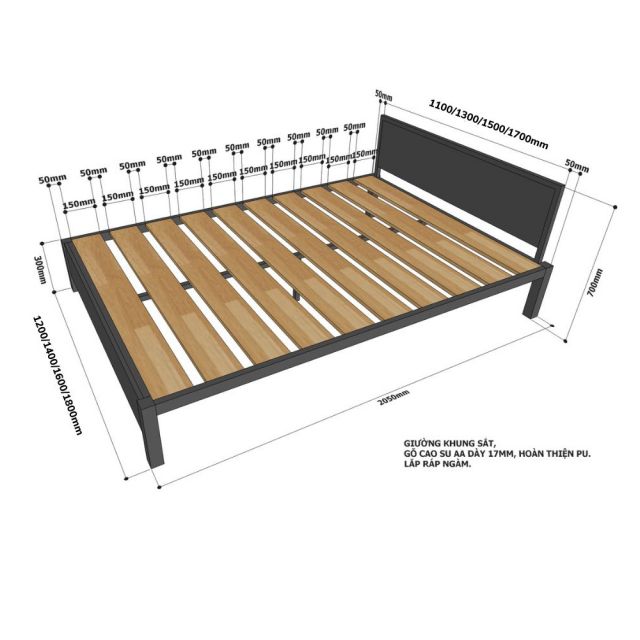 50mm
1100/1300/1500/1700mm
50mm
50mm
50mm
50mm
50mm
50mm
50mm
50mm
50mm
50mm
50mm
150mm
150mm
150mm
150mm
150mm
150mm
150mm
150mm
150mm
150mm
300mm
700mm
1200/1400/1600/1800mm
2050mm
GIƯỜNG KHUNG SẮT,
GỖ CAO SU AA DÀY 17MM, HOÀN THIỆN PU.
LẮP RÁP NGÀM.